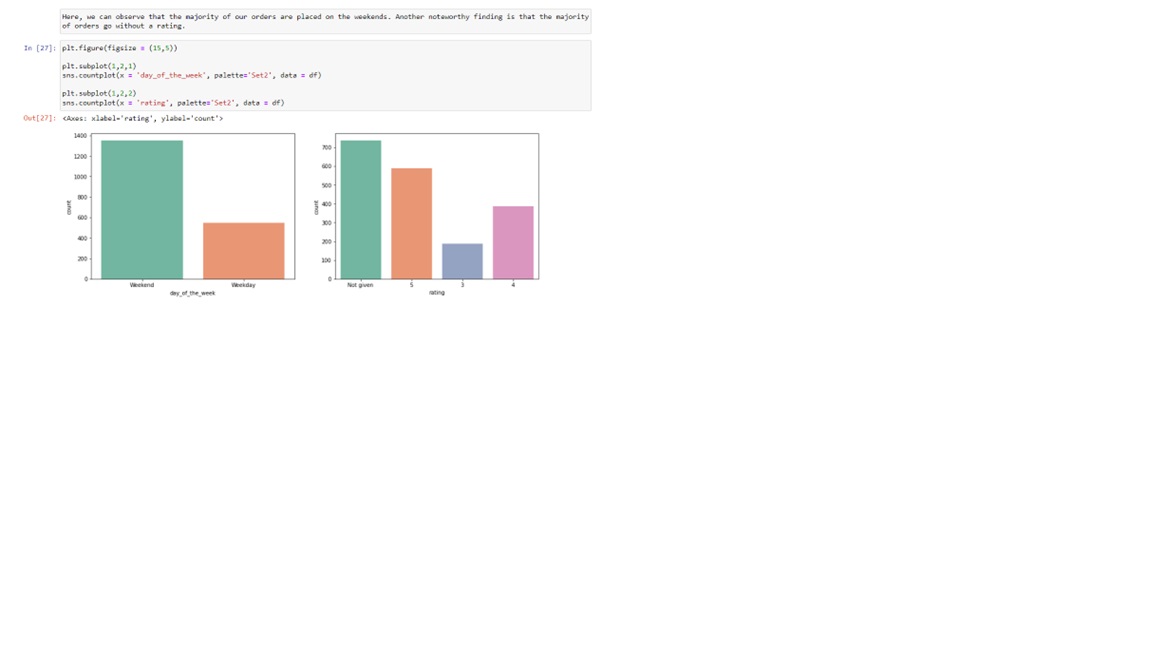 Here, we can observe that the majority of our orders are placed on the weekends. Another noteworthy finding is that the majority
of orders go without a rating.
In [27]: plt.figure(figsize = (15,5))
plt.subplot(1,2,1)
sns.countplot(x = 'day_of_the_week', palette='Set2', data = df)
plt.subplot(1,2,2)
sns.countplot(x = 'rating', palette='Set2', data = df)
Out[27]: <Axes: xlabel='rating', ylabel='count'>
1400
1200
1000
800
600
400
200
0
count
Weekend Weekday
day_of_the_week
700
600
500
400
300
200
100
0
count
Not given 5 3 4
rating